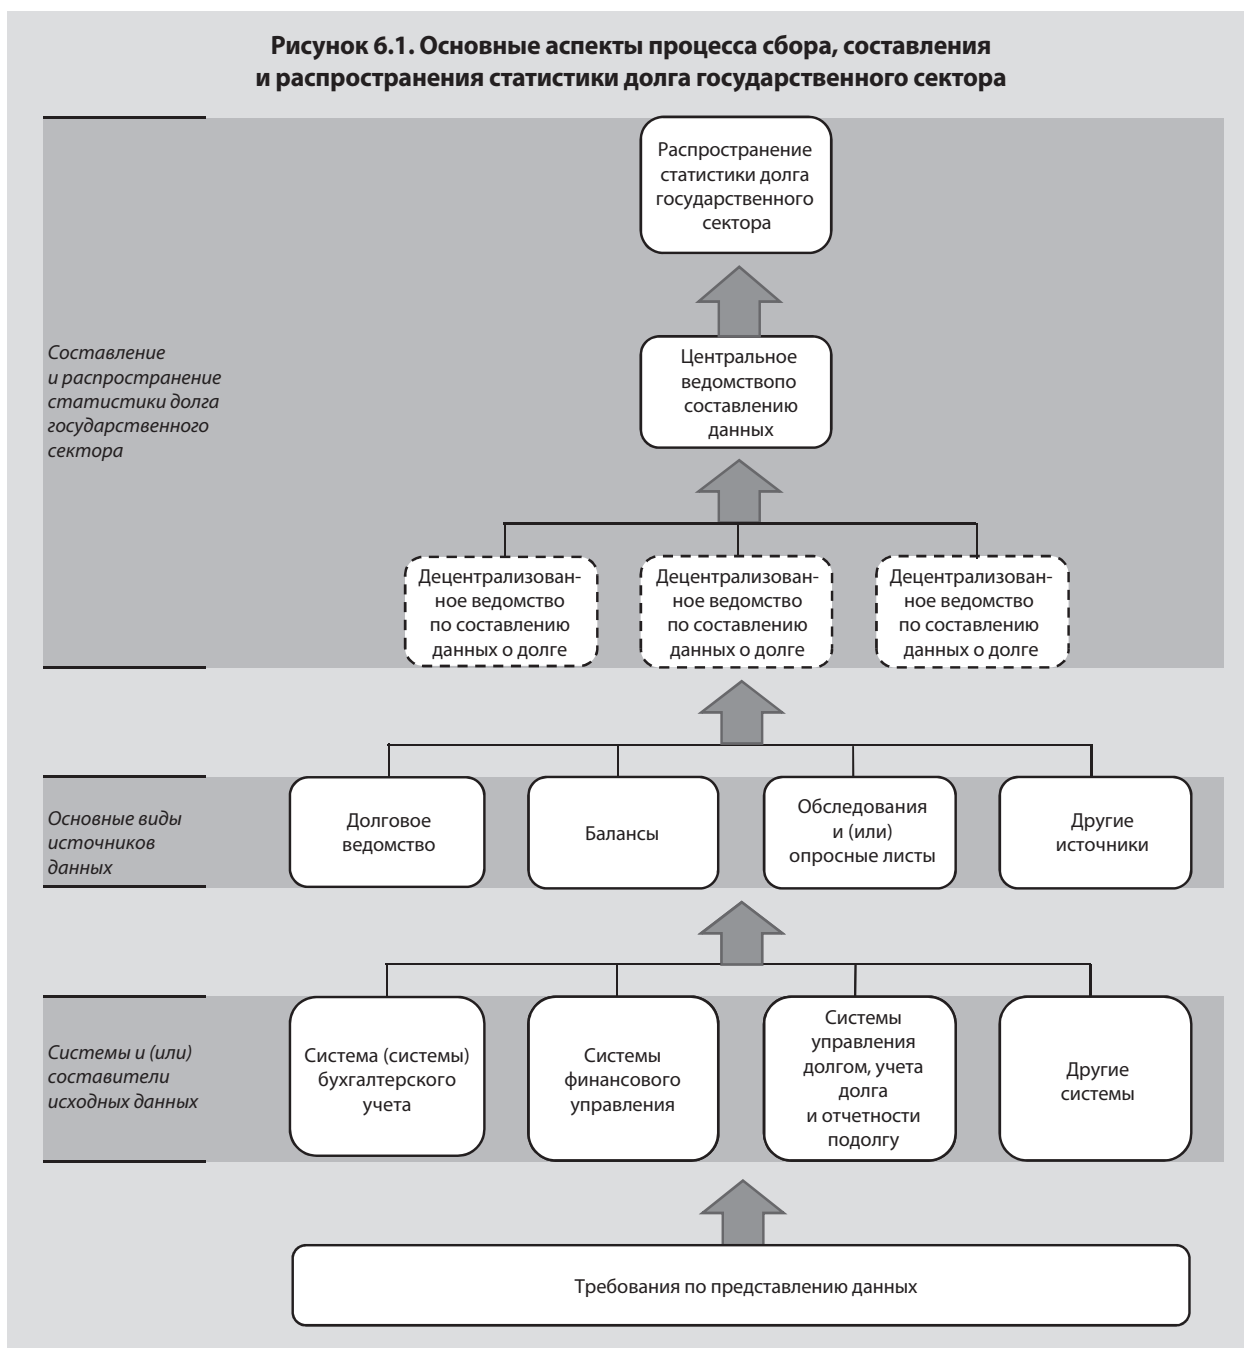 Рисунок 6.1. Основные аспекты процесса сбора, составления
и распространения статистики долга государственного сектора
Распространение
статистики долга
государственного
сектора
Составление
и распространение
статистики долга
государственного
сектора
Центральное
ведомствопо
составлению
данных
Децентрализован-
ное ведомство
по составлению
данных о долге
Децентрализован-
ное ведомство
по составлению
данных о долге
Децентрализован-
ное ведомство
по составлению
данных о долге
Основные виды
источников
данных
Долговое
ведомство
Балансы
Обследования
и (или)
опросные листы
Другие
источники
Системы и (или)
составители
исходных данных
Система (системы)
бухгалтерского
учета
Системы
финансового
управления
Системы
управления
долгом, учета
долга
и отчетности
подолгу
Другие
системы
Требования по представлению данных